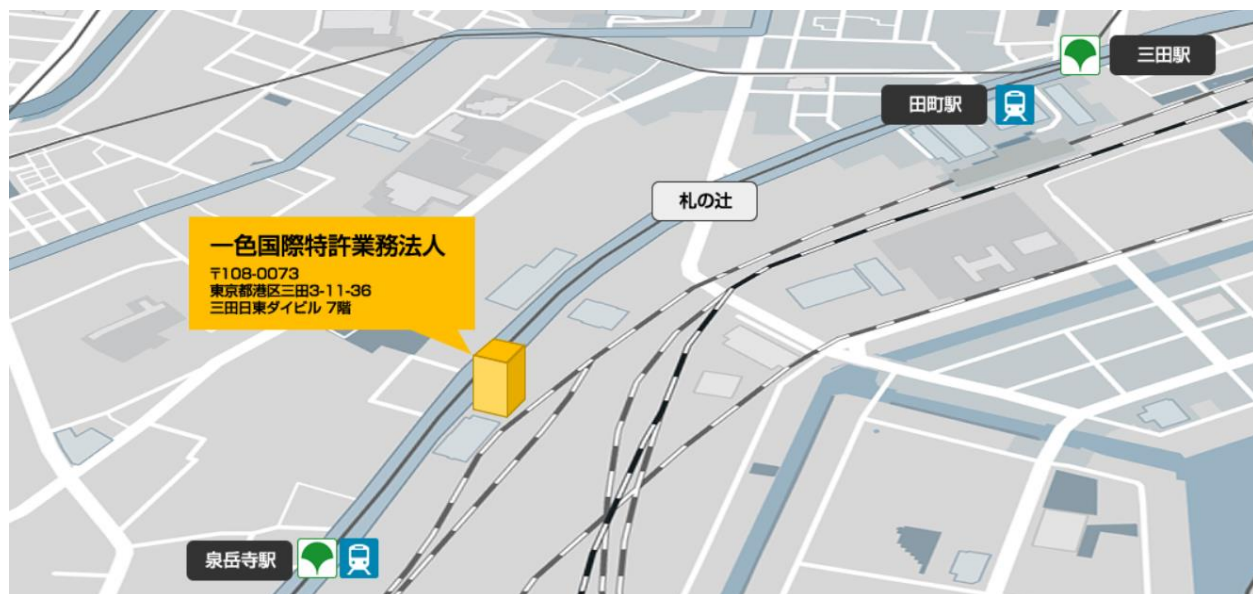 三田駅
田町駅
札の辻
一色国際特許業務法人
〒108-0073
東京都港区三田3-11-36
三田日東ダイビル 7階
泉岳寺駅